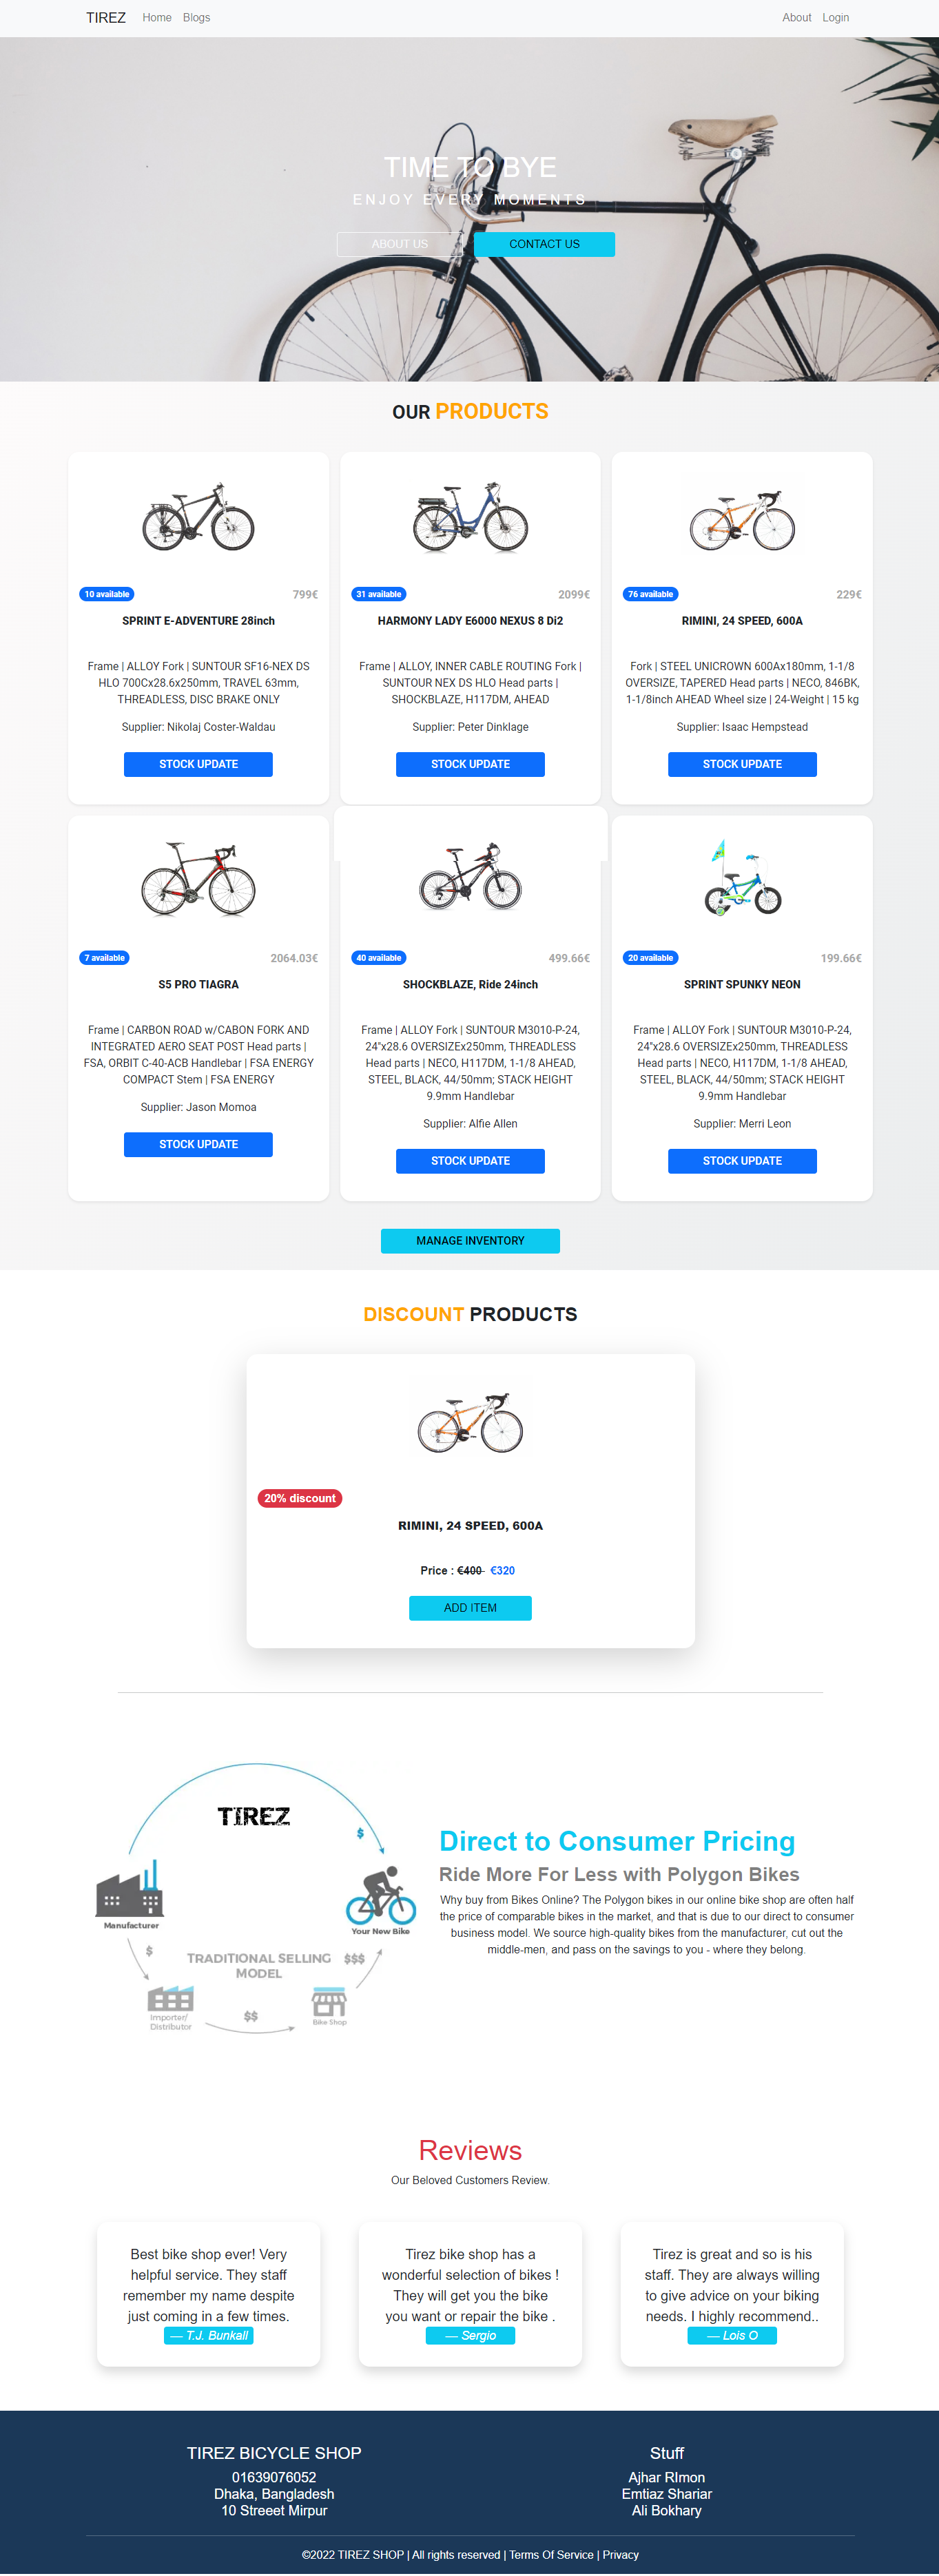 TIREZ Home Blogs About Login
TIME TO BYE
ENJOY EVERY MOMENTS
ABOUT US CONTACT US
OUR PRODUCTS
10 available 799€
SPRINT E-ADVENTURE 28inch
Frame | ALLOY Fork | SUNTOUR SF16-NEX DS
HLO 700Cx28.6x250mm, TRAVEL 63mm,
THREADLESS, DISC BRAKE ONLY
Supplier: Nikolaj Coster-Waldau
STOCK UPDATE
31 available 2099€
HARMONY LADY E6000 NEXUS 8 Di2
Frame | ALLOY, INNER CABLE ROUTING Fork |
SUNTOUR NEX DS HLO Head parts |
SHOCKBLAZE, H117DM, AHEAD
Supplier: Peter Dinklage
STOCK UPDATE
76 available 229€
RIMINI, 24 SPEED, 600A
Fork | STEEL UNICROWN 600Ax180mm, 1-1/8
OVERSIZE, TAPERED Head parts | NECO, 846BK,
1-1/8inch AHEAD Wheel size | 24-Weight | 15 kg
Supplier: Isaac Hempstead
STOCK UPDATE
7 available 2064.03€
S5 PRO TIAGRA
Frame | CARBON ROAD w/CABON FORK AND
INTEGRATED AERO SEAT POST Head parts |
FSA, ORBIT C-40-ACB Handlebar | FSA ENERGY
COMPACT Stem | FSA ENERGY
Supplier: Jason Momoa
STOCK UPDATE
40 available 499.66€
SHOCKBLAZE, Ride 24inch
Frame | ALLOY Fork | SUNTOUR M3010-P-24,
24"x28.6 OVERSIZEx250mm, THREADLESS
Head parts | NECO, H117DM, 1-1/8 AHEAD,
STEEL, BLACK, 44/50mm; STACK HEIGHT
9.9mm Handlebar
Supplier: Alfie Allen
STOCK UPDATE
20 available 199.66€
SPRINT SPUNKY NEON
Frame | ALLOY Fork | SUNTOUR M3010-P-24,
24"x28.6 OVERSIZEx250mm, THREADLESS
Head parts | NECO, H117DM, 1-1/8 AHEAD,
STEEL, BLACK, 44/50mm; STACK HEIGHT
9.9mm Handlebar
Supplier: Merri Leon
STOCK UPDATE
MANAGE INVENTORY
DISCOUNT PRODUCTS
20% discount
RIMINI, 24 SPEED, 600A
Price : €400 €320
ADD ITEM
TIREZ
$
Manufacturer
Your New Bike
$
TRADITIONAL SELLING
MODEL
$$$
Importer/
Distributor
$$
Bike Shop
Direct to Consumer Pricing
Ride More For Less with Polygon Bikes
Why buy from Bikes Online? The Polygon bikes in our online bike shop are often half
the price of comparable bikes in the market, and that is due to our direct to consumer
business model. We source high-quality bikes from the manufacturer, cut out the
middle-men, and pass on the savings to you - where they belong.
Reviews
Our Beloved Customers Review.
Best bike shop ever! Very
helpful service. They staff
remember my name despite
just coming in a few times.
— T.J. Bunkall
Tirez bike shop has a
wonderful selection of bikes !
They will get you the bike
you want or repair the bike .
— Sergio
Tirez is great and so is his
staff. They are always willing
to give advice on your biking
needs. I highly recommend..
— Lois O
TIREZ BICYCLE SHOP
01639076052
Dhaka, Bangladesh
10 Streeet Mirpur
Stuff
Ajhar RImon
Emtiaz Shariar
Ali Bokhary
©2022 TIREZ SHOP | All rights reserved | Terms Of Service | Privacy